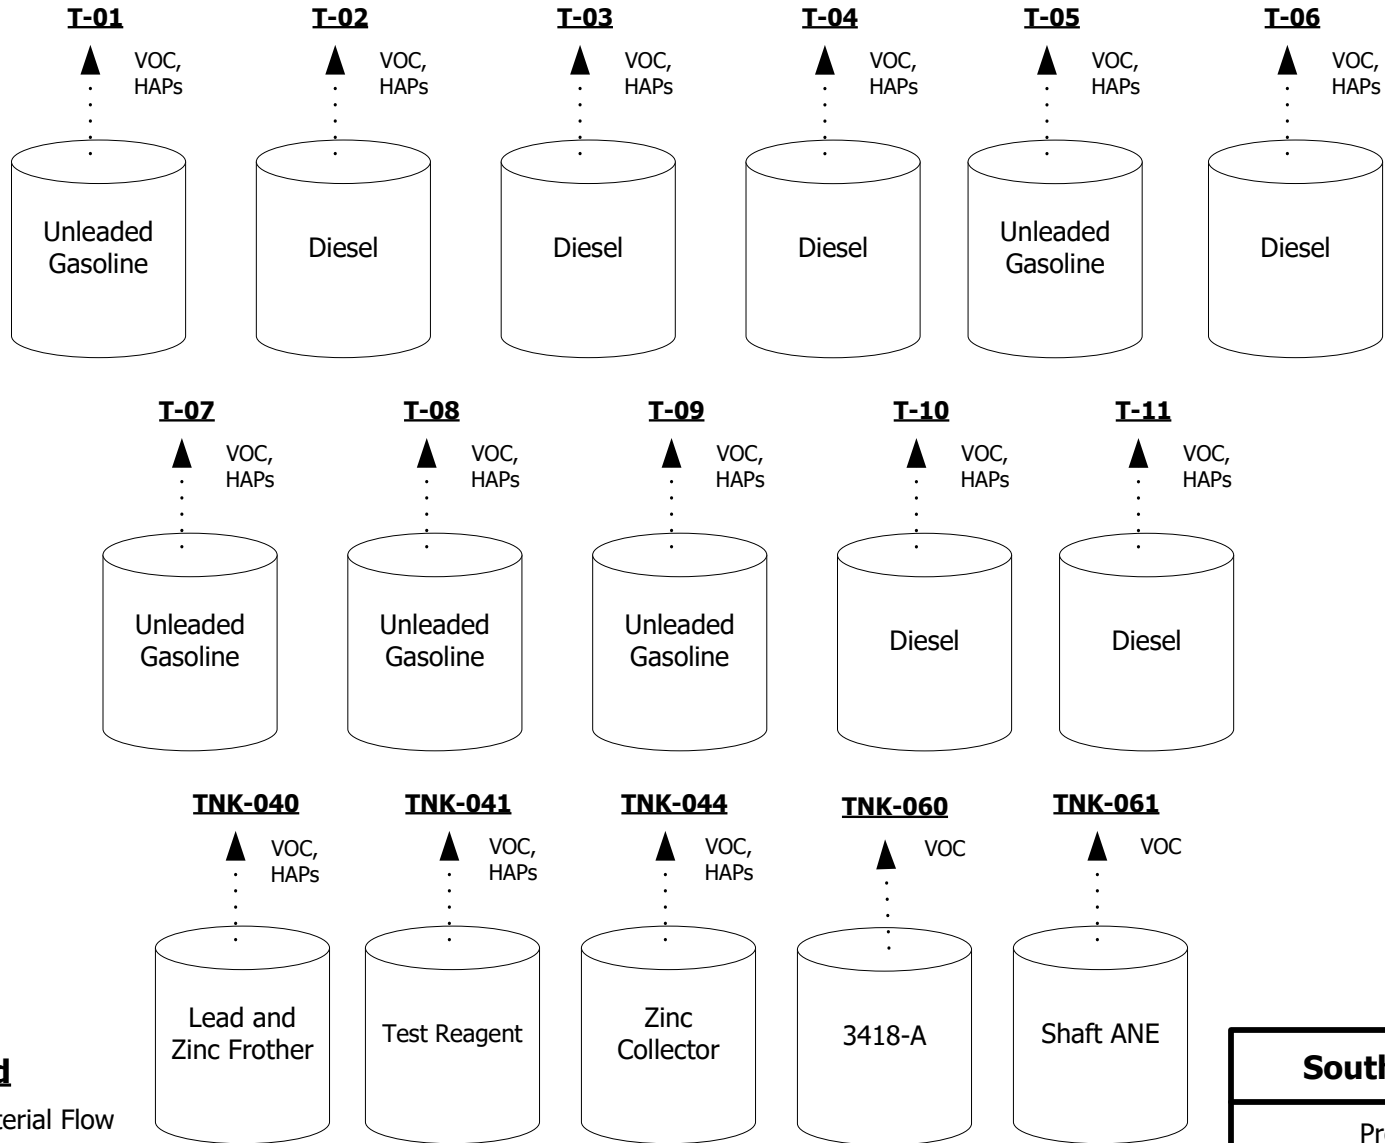 T-01
T-02
T-03
T-04
T-05
T-06
VOC,
HAPs
VOC,
HAPs
VOC,
HAPs
VOC,
HAPs
VOC,
HAPs
VOC,
HAPs
Unleaded
Gasoline
Diesel
Diesel
Diesel
Unleaded
Gasoline
Diesel
T-07
T-08
T-09
T-10
T-11
VOC,
HAPs
VOC,
HAPs
VOC,
HAPs
VOC,
HAPs
VOC,
HAPs
Unleaded
Gasoline
Unleaded
Gasoline
Unleaded
Gasoline
Diesel
Diesel
TNK-040
TNK-041
TNK-044
TNK-060
TNK-061
VOC,
HAPs
VOC,
HAPs
VOC,
HAPs
VOC
VOC
Lead and
Zinc Frother
Test Reagent
Zinc
Collector
3418-A
Shaft ANE
Flow